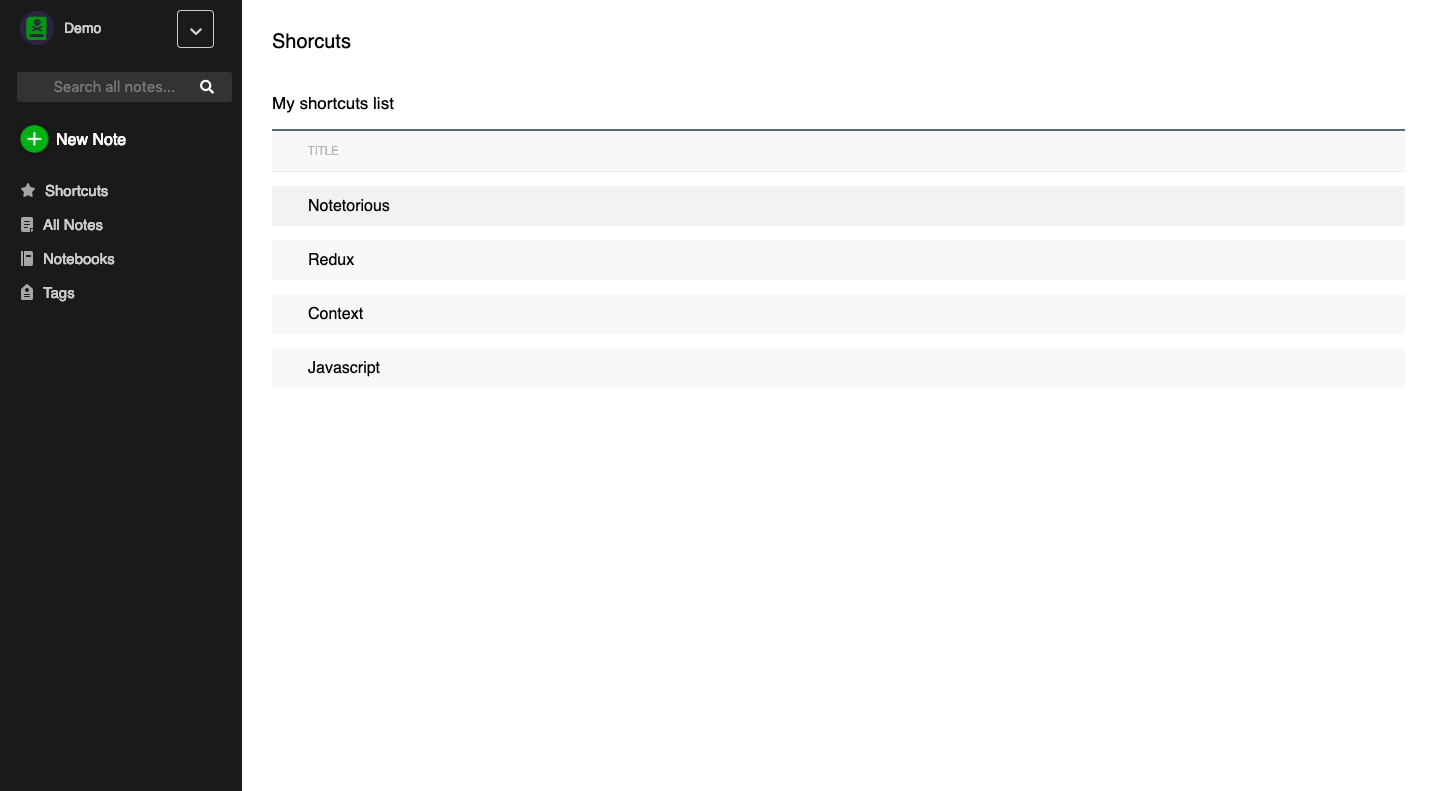 Demo
Search all notes...
New Note
Shortcuts
All Notes
Notebooks
Tags
Shorcuts
My shortcuts list
TITLE
Notetorious
Redux
Context
Javascript